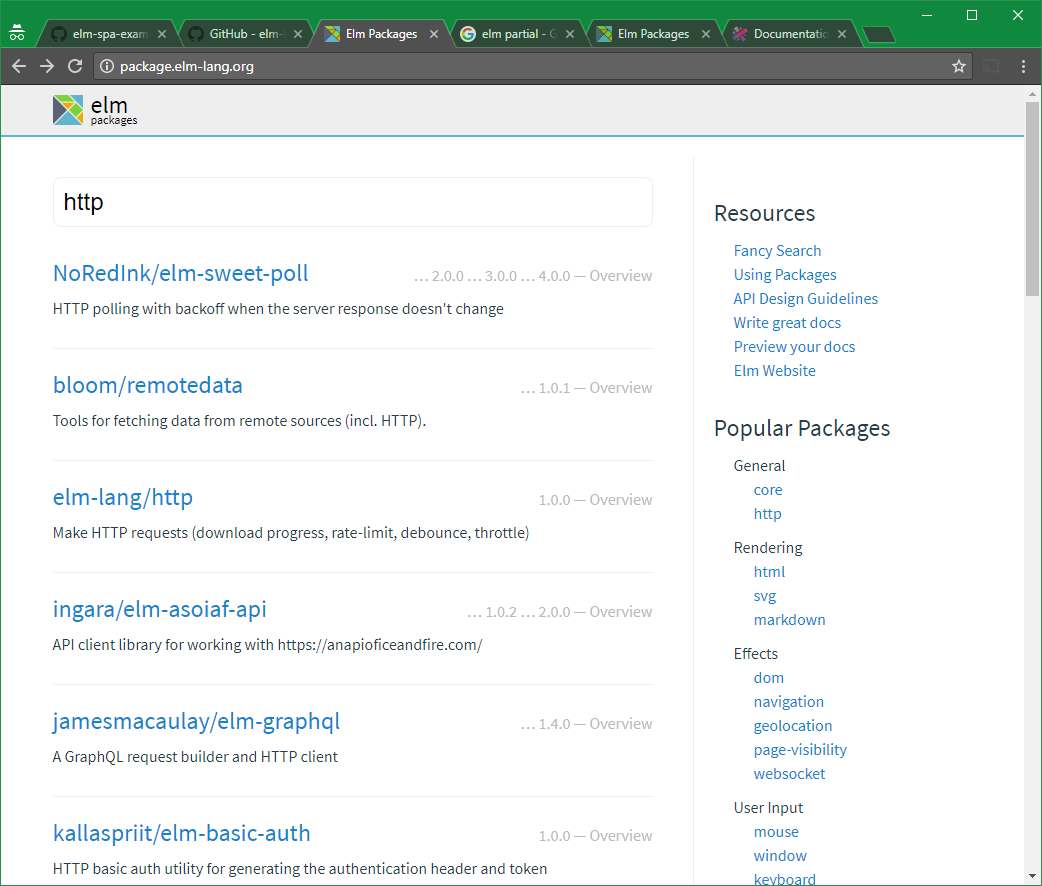 elm-spa-exam
GitHub - elm-
Elm Packages
elm partial - G
Elm Packages
Documentatio
package.elm-lang.org
elm
packages
http
NoRedInk/elm-sweet-poll
… 2.0.0 … 3.0.0 … 4.0.0 — Overview
HTTP polling with backoff when the server response doesn't change
bloom/remotedata
… 1.0.1 — Overview
Tools for fetching data from remote sources (incl. HTTP).
elm-lang/http
1.0.0 — Overview
Make HTTP requests (download progress, rate-limit, debounce, throttle)
ingara/elm-asoiaf-api
… 1.0.2 … 2.0.0 — Overview
API client library for working with https://anapioficeandfire.com/
jamesmacaulay/elm-graphql
… 1.4.0 — Overview
A GraphQL request builder and HTTP client
kallaspriit/elm-basic-auth
1.0.0 — Overview
HTTP basic auth utility for generating the authentication header and token
Resources
Fancy Search
Using Packages
API Design Guidelines
Write great docs
Preview your docs
Elm Website
Popular Packages
General
core
http
Rendering
html
svg
markdown
Effects
dom
navigation
geolocation
page-visibility
websocket
User Input
mouse
window
keyboard